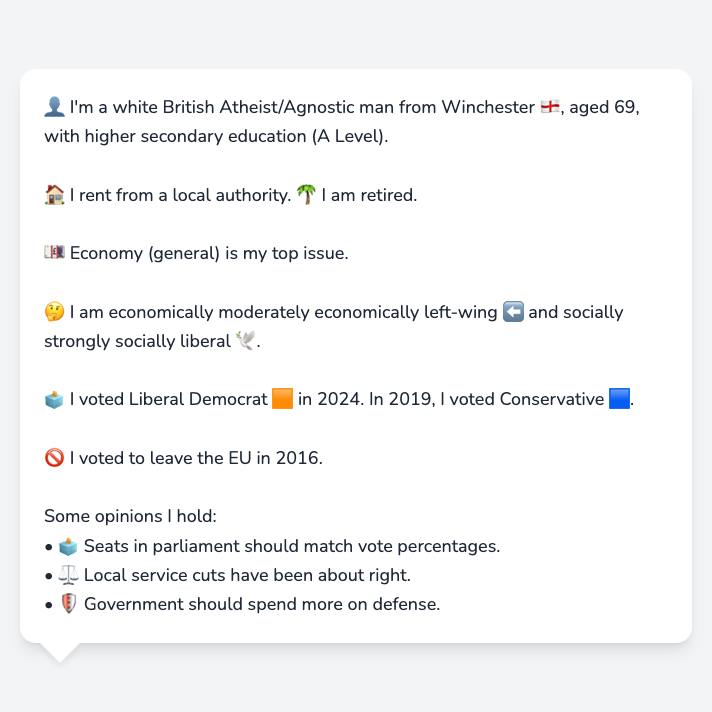 👤 I'm a white British Atheist/Agnostic man from Winchester 🏴󠁧󠁢󠁥󠁮󠁧󠁿, aged 69,
with higher secondary education (A Level).
🏠 I rent from a local authority. 🌴 I am retired.
💷 Economy (general) is my top issue.
🤔 I am economically moderately economically left-wing ⬅️ and socially
strongly socially liberal 🕊️.
🗳️ I voted Liberal Democrat 🟧 in 2024. In 2019, I voted Conservative 🟦.
🚫 I voted to leave the EU in 2016.
Some opinions I hold:
• 🗳️ Seats in parliament should match vote percentages.
• ⚖️ Local service cuts have been about right.
• 🛡️ Government should spend more on defense.